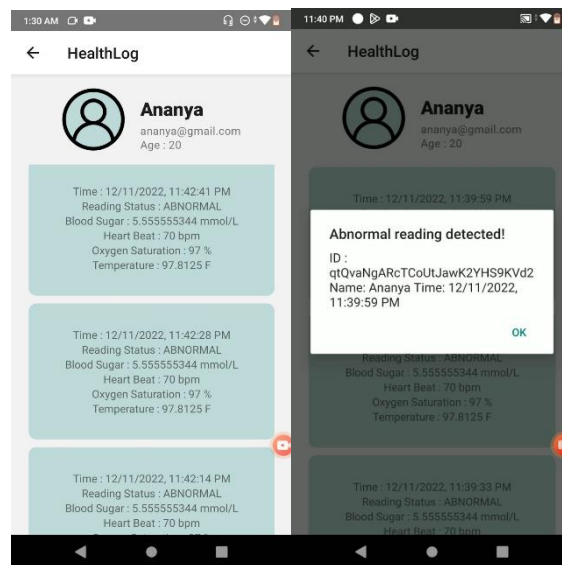 1:30 AM
HealthLog
Ananya
ananya@gmail.com
Age : 20
Time : 12/11/2022, 11:42:41 PM
Reading Status : ABNORMAL
Blood Sugar : 5.555555344 mmol/L
Heart Beat : 70 bpm
Oxygen Saturation : 97 %
Temperature : 97.8125 F
Time : 12/11/2022, 11:42:28 PM
Reading Status : ABNORMAL
Blood Sugar : 5.555555344 mmol/L
Heart Beat : 70 bpm
Oxygen Saturation : 97 %
Temperature : 97.8125 F
Time : 12/11/2022, 11:42:14 PM
Reading Status : ABNORMAL
Blood Sugar : 5.555555344 mmol/L
Heart Beat : 70 bpm
11:40 PM
HealthLog
Ananya
ananya@gmail.com
Age : 20
Time : 12/11/2022, 11:39:59 PM
Abnormal reading detected!
ID :
qtQvaNgARcTCoUtJawK2YHS9KVd2
Name: Ananya Time: 12/11/2022,
11:39:59 PM
OK
Reading Status : ABNORMAL
Blood Sugar : 5.555555344 mmol/L
Heart Beat : 70 bpm
Oxygen Saturation : 97 %
Temperature : 97.8125 F
Time : 12/11/2022, 11:39:33 PM
Reading Status : ABNORMAL
Blood Sugar : 5.555555344 mmol/L
Heart Beat : 70 bpm